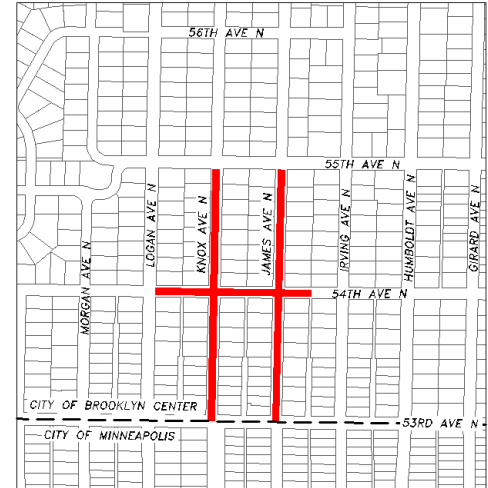 56TH AVE N
55TH AVE N
LOGAN AVE N
KNOX AVE N
JAMES AVE N
IRVING AVE N
HUMBOLDT AVE N
GIRARD AVE N
MORGAN AVE N
54TH AVE N
CITY OF BROOKLYN CENTER
53RD AVE N
CITY OF MINNEAPOLIS